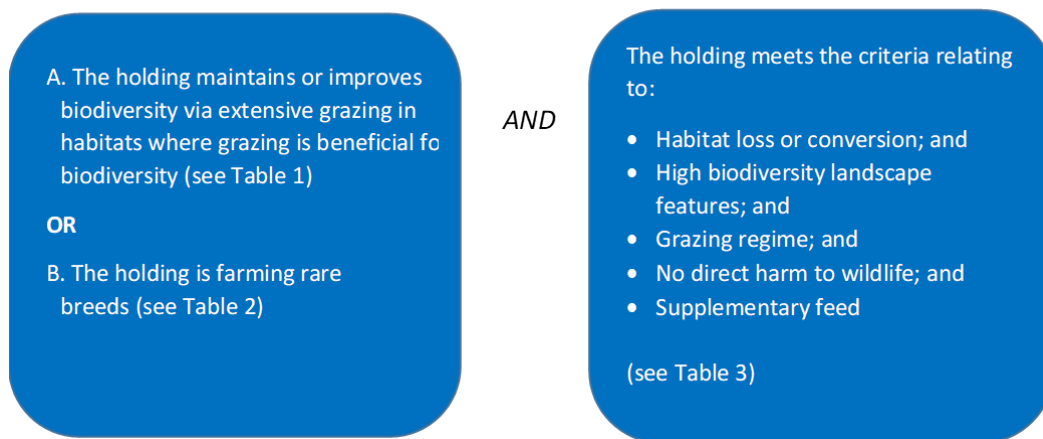 A. The holding maintains or improves
biodiversity via extensive grazing in
habitats where grazing is beneficial fo
biodiversity (see Table 1)
OR
B. The holding is farming rare
breeds (see Table 2)
AND
The holding meets the criteria relating
to:
• Habitat loss or conversion; and
• High biodiversity landscape
features; and
• Grazing regime; and
• No direct harm to wildlife; and
• Supplementary feed
(see Table 3)